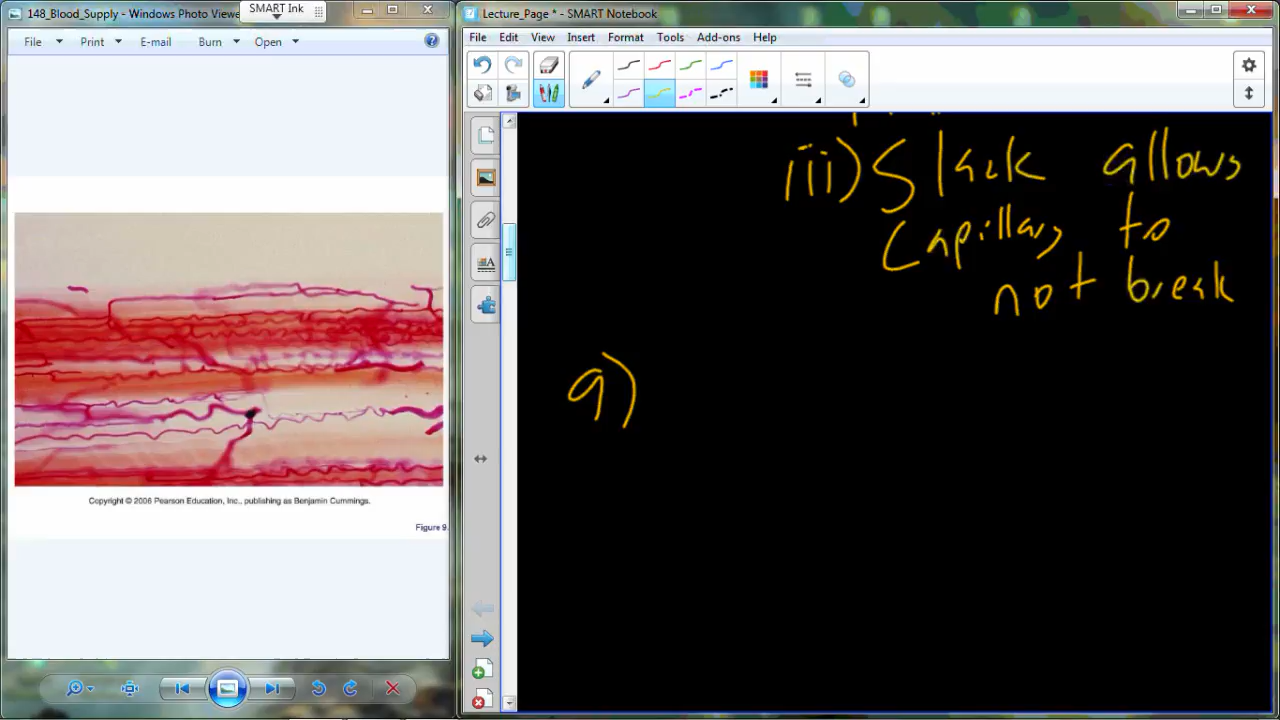 148_Blood_Supply - Windows Photo Viewe
SMART Ink
File Print E-mail Burn Open
Copyright © 2006 Pearson Education, Inc., publishing as Benjamin Cummings.
Figure 9.
Lecture_Page * - SMART Notebook
File Edit View Insert Format Tools Add-ons Help
iii) Slack allows
capillary to
not break
9)